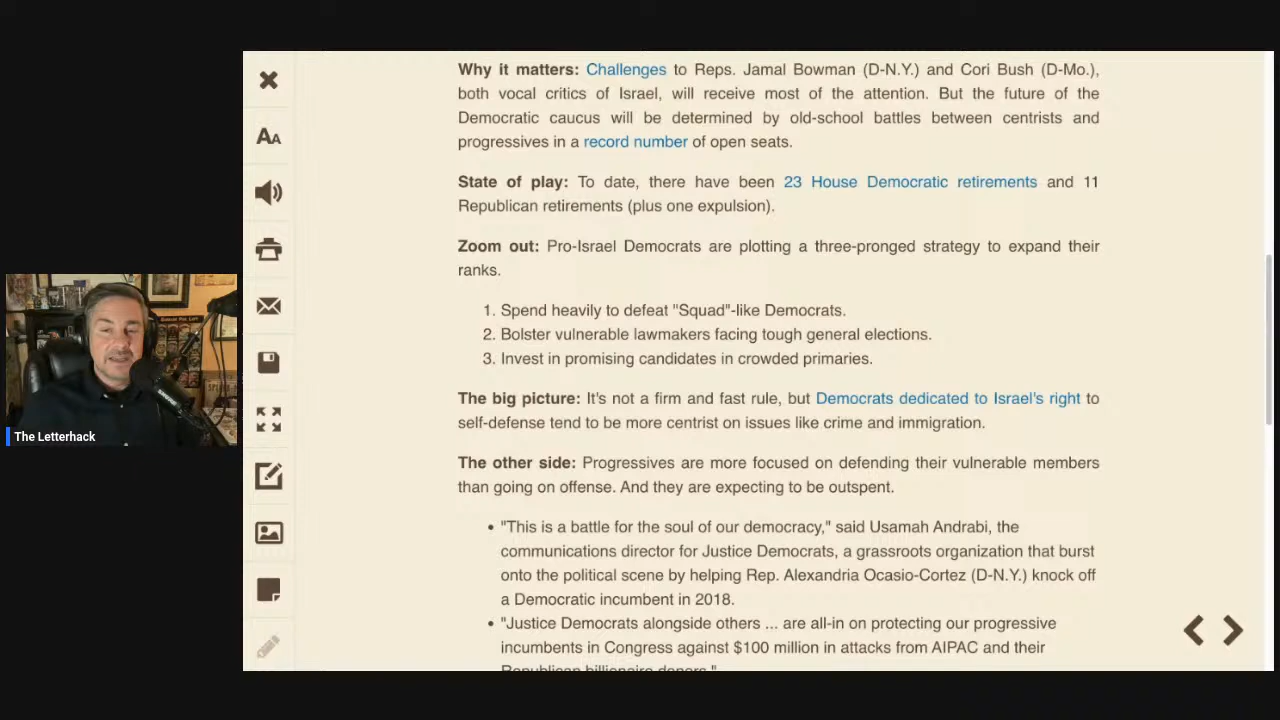 Why it matters: Challenges to Reps. Jamal Bowman (D-N.Y.) and Cori Bush (D-Mo.),
both vocal critics of Israel, will receive most of the attention. But the future of the
Democratic caucus will be determined by old-school battles between centrists and
progressives in a record number of open seats.
State of play: To date, there have been 23 House Democratic retirements and 11
Republican retirements (plus one expulsion).
Zoom out: Pro-Israel Democrats are plotting a three-pronged strategy to expand their
ranks.
1. Spend heavily to defeat "Squad"-like Democrats.
2. Bolster vulnerable lawmakers facing tough general elections.
3. Invest in promising candidates in crowded primaries.
The big picture: It's not a firm and fast rule, but Democrats dedicated to Israel's right to
self-defense tend to be more centrist on issues like crime and immigration.
The other side: Progressives are more focused on defending their vulnerable members
than going on offense. And they are expecting to be outspent.
• "This is a battle for the soul of our democracy," said Usamah Andrabi, the
communications director for Justice Democrats, a grassroots organization that burst
onto the political scene by helping Rep. Alexandria Ocasio-Cortez (D-N.Y.) knock off
a Democratic incumbent in 2018.
• "Justice Democrats alongside others ... are all-in on protecting our progressive
incumbents in Congress against $100 million in attacks from AIPAC and their
Republican billionaire donors."
AA
The Letterhack